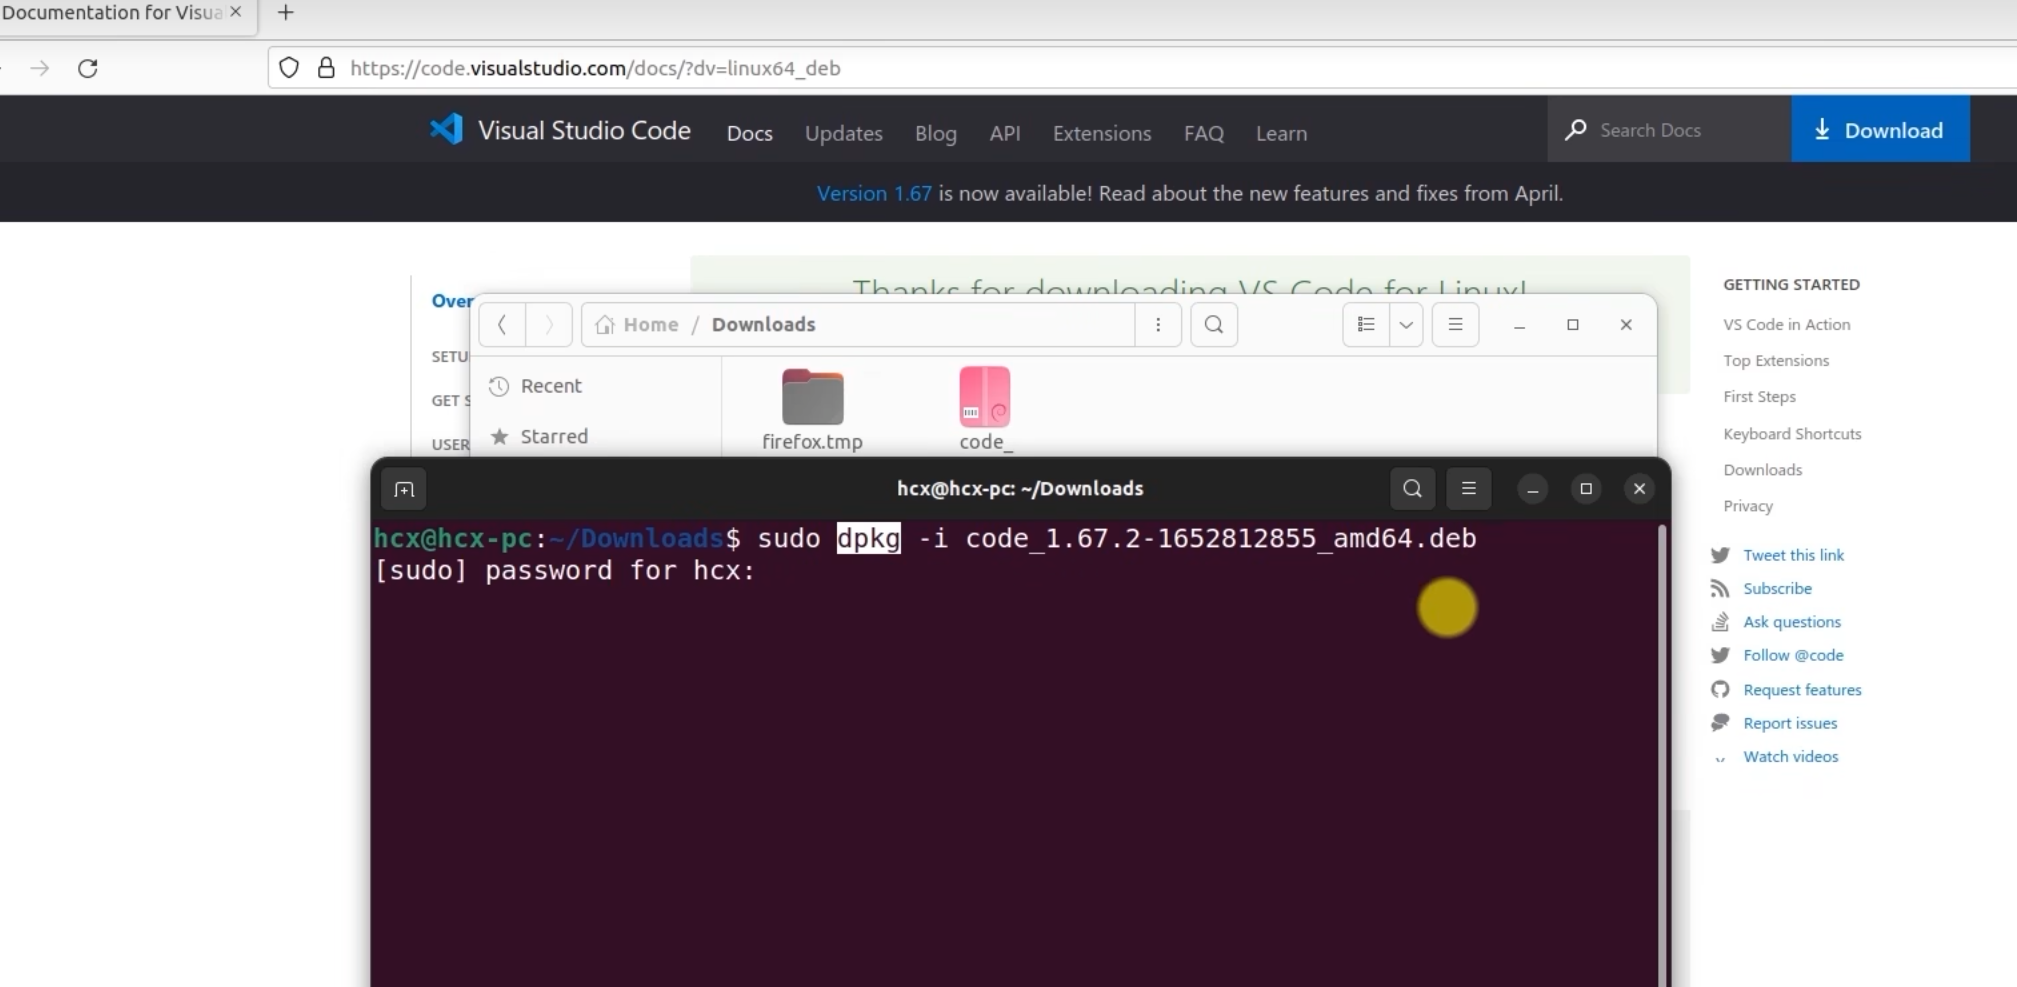 Documentation for Visua
https://code.visualstudio.com/docs/?dv=linux64_deb
Visual Studio Code
Docs
Updates
Blog
API
Extensions
FAQ
Learn
Search Docs
Download
Version 1.67 is now available! Read about the new features and fixes from April.
Thanks for downloading VS Code for Linux!
Over
SETU
GET S
USER
Home / Downloads
Recent
Starred
firefox.tmp
code_
hcx@hcx-pc: ~/Downloads
hcx@hcx-pc:~/Downloads$ sudo dpkg -i code_1.67.2-1652812855_amd64.deb
[sudo] password for hcx:
GETTING STARTED
VS Code in Action
Top Extensions
First Steps
Keyboard Shortcuts
Downloads
Privacy
Tweet this link
Subscribe
Ask questions
Follow @code
Request features
Report issues
Watch videos